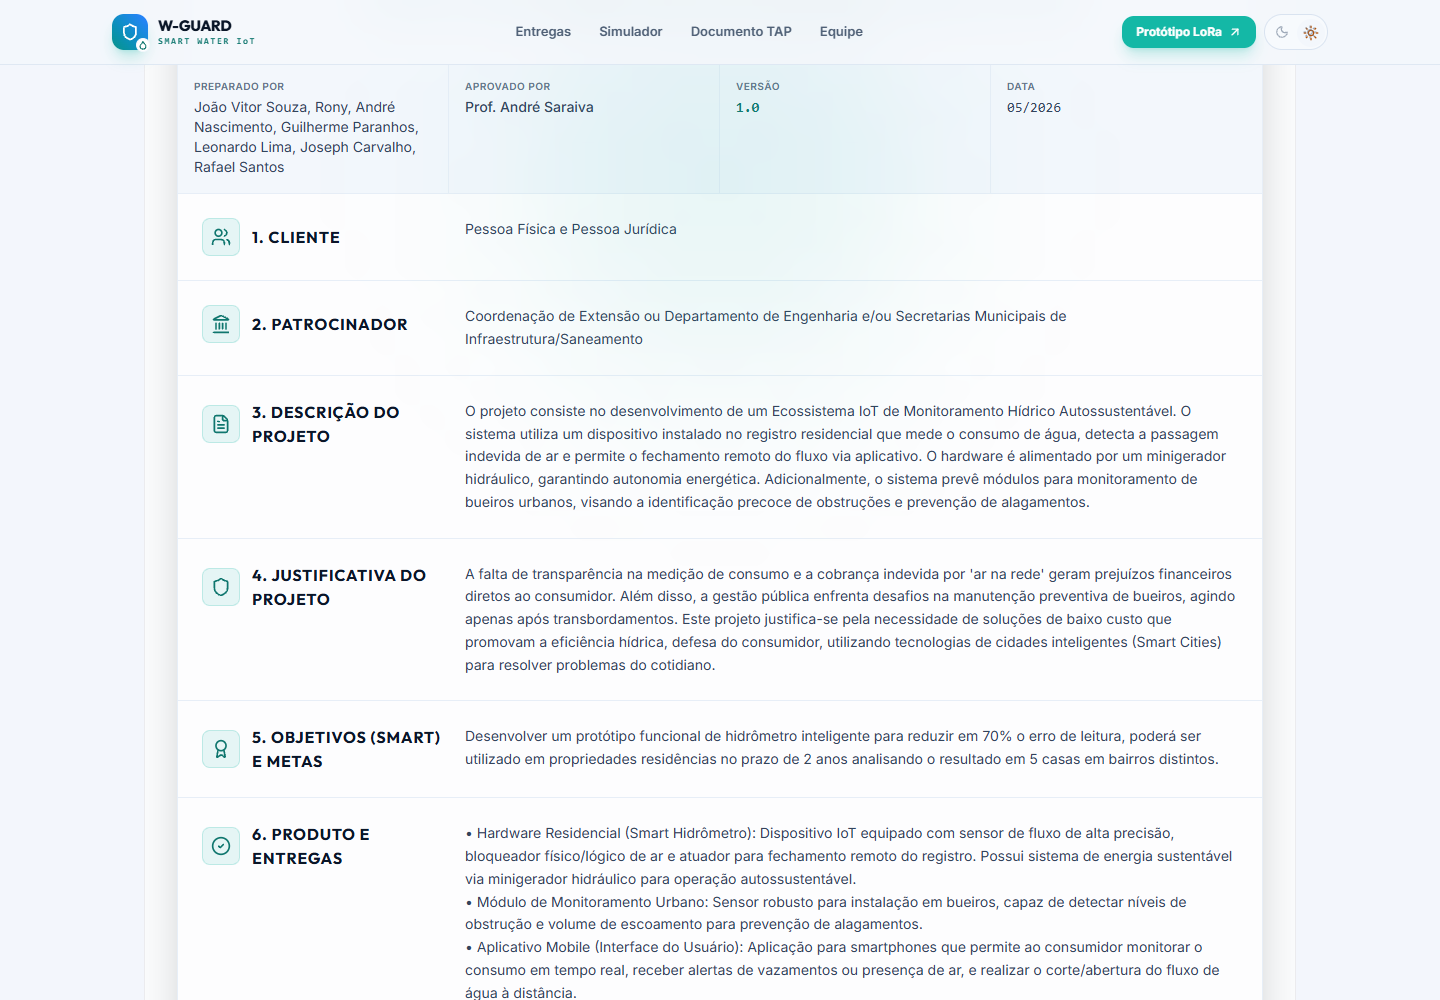 W-GUARD
SMART WATER IoT
Entregas
Simulador
Documento TAP
Equipe
Protótipo LoRa
PREPARADO POR
João Vitor Souza, Rony, André
Nascimento, Guilherme Paranhos,
Leonardo Lima, Joseph Carvalho,
Rafael Santos
APROVADO POR
Prof. André Saraiva
VERSÃO
1.0
DATA
05/2026
1. CLIENTE
Pessoa Física e Pessoa Jurídica
2. PATROCINADOR
Coordenação de Extensão ou Departamento de Engenharia e/ou Secretarias Municipais de
Infraestrutura/Saneamento
3. DESCRIÇÃO DO
PROJETO
O projeto consiste no desenvolvimento de um Ecossistema IoT de Monitoramento Hídrico Autossustentável. O
sistema utiliza um dispositivo instalado no registro residencial que mede o consumo de água, detecta a passagem
indevida de ar e permite o fechamento remoto do fluxo via aplicativo. O hardware é alimentado por um minigerador
hidráulico, garantindo autonomia energética. Adicionalmente, o sistema prevê módulos para monitoramento de
bueiros urbanos, visando a identificação precoce de obstruções e prevenção de alagamentos.
4. JUSTIFICATIVA DO
PROJETO
A falta de transparência na medição de consumo e a cobrança indevida por 'ar na rede' geram prejuízos financeiros
diretos ao consumidor. Além disso, a gestão pública enfrenta desafios na manutenção preventiva de bueiros, agindo
apenas após transbordamentos. Este projeto justifica-se pela necessidade de soluções de baixo custo que
promovam a eficiência hídrica, defesa do consumidor, utilizando tecnologias de cidades inteligentes (Smart Cities)
para resolver problemas do cotidiano.
5. OBJETIVOS (SMART)
E METAS
Desenvolver um protótipo funcional de hidrômetro inteligente para reduzir em 70% o erro de leitura, poderá ser
utilizado em propriedades residências no prazo de 2 anos analisando o resultado em 5 casas em bairros distintos.
6. PRODUTO E
ENTREGAS
• Hardware Residencial (Smart Hidrômetro): Dispositivo IoT equipado com sensor de fluxo de alta precisão,
bloqueador físico/lógico de ar e atuador para fechamento remoto do registro. Possui sistema de energia sustentável
via minigerador hidráulico para operação autossustentável.
• Módulo de Monitoramento Urbano: Sensor robusto para instalação em bueiros, capaz de detectar níveis de
obstrução e volume de escoamento para prevenção de alagamentos.
• Aplicativo Mobile (Interface do Usuário): Aplicação para smartphones que permite ao consumidor monitorar o
consumo em tempo real, receber alertas de vazamentos ou presença de ar, e realizar o corte/abertura do fluxo de
água à distância.